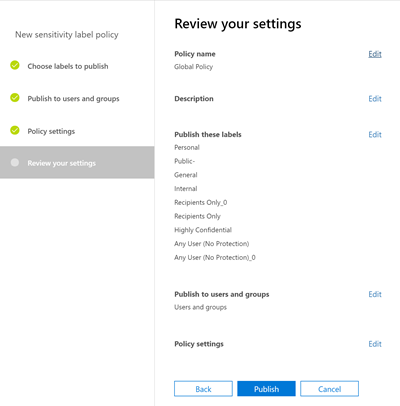 New sensitivity label policy
Choose labels to publish
Publish to users and groups
Policy settings
Review your settings
Review your settings
Policy name
Edit
Global Policy
Description
Edit
Publish these labels
Edit
Personal
Public-
General
Internal
Recipients Only_0
Recipients Only
Highly Confidential
Any User (No Protection)
Any User (No Protection)_0
Publish to users and groups
Edit
Users and groups
Policy settings
Edit
Back
Publish
Cancel